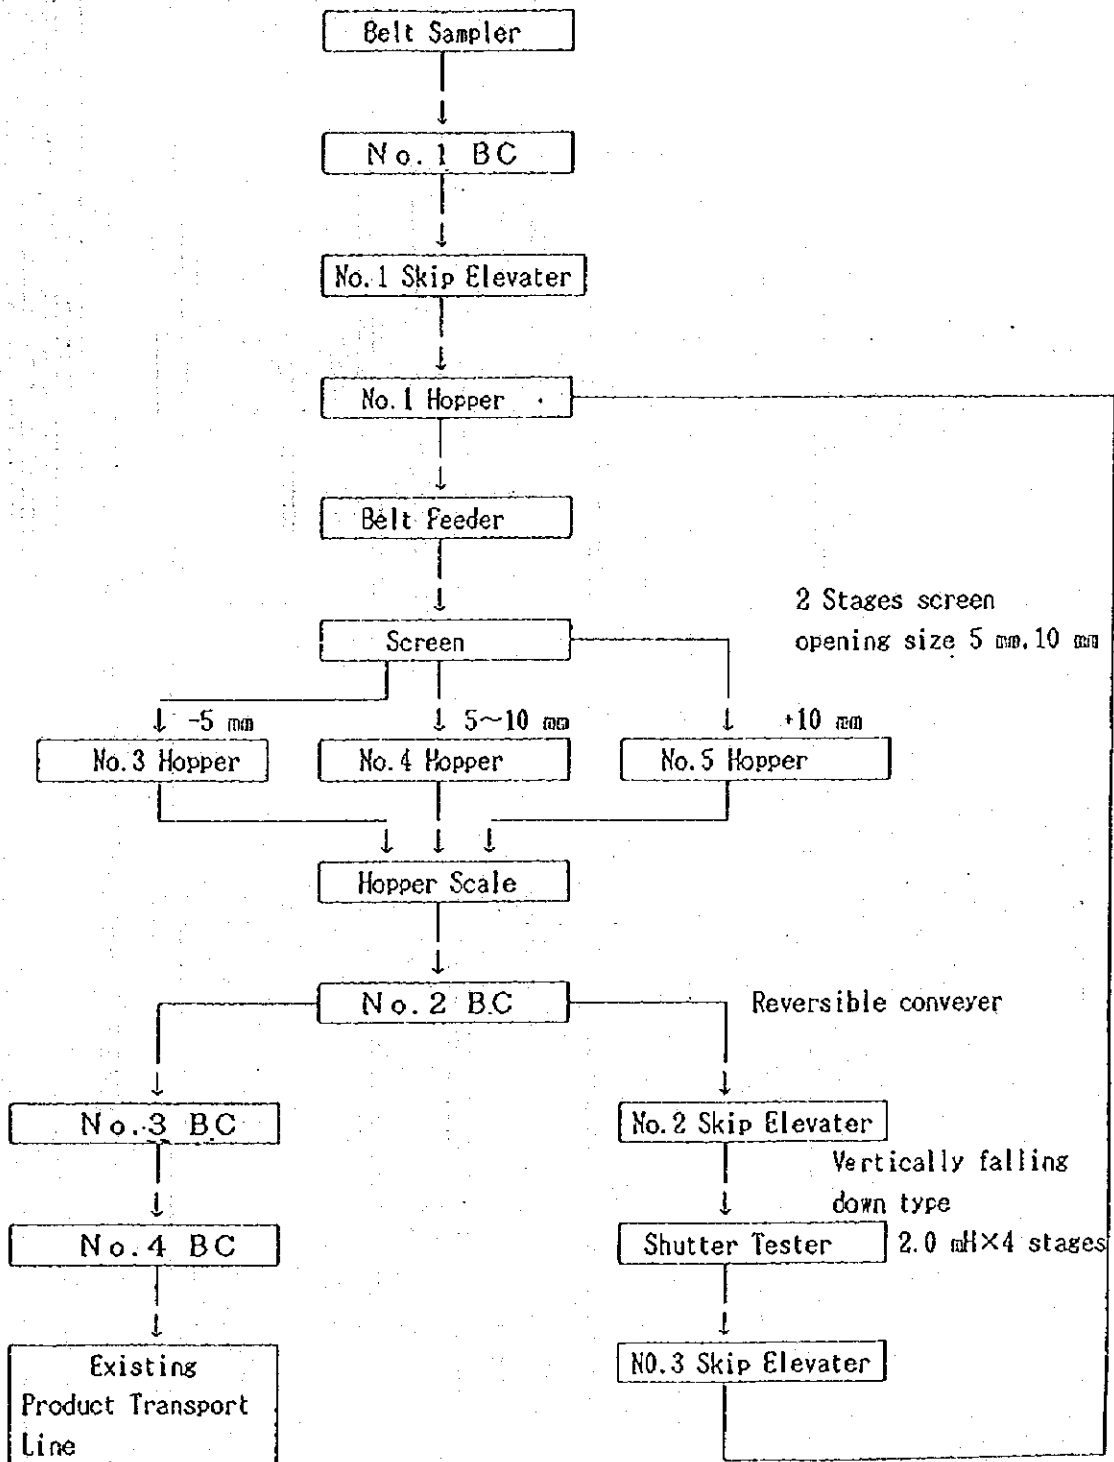 Belt Sampler
No.1 BC
No.1 Skip Elevater
No.1 Hopper
Belt Feeder
2 Stages screen
Screen
opening size 5 mm, 10 mm
-5 mm
5~10 mm
+10 mm
No.3 Hopper
No.4 Hopper
No.5 Hopper
Hopper Scale
No.2 BC
Reversible conveyer
No.3 BC
No.2 Skip Elevater
Vertically falling
down type
No.4 BC
Shutter Tester
2.0 mH×4 stages
Existing
Product Transport
Line
NO.3 Skip Elevater